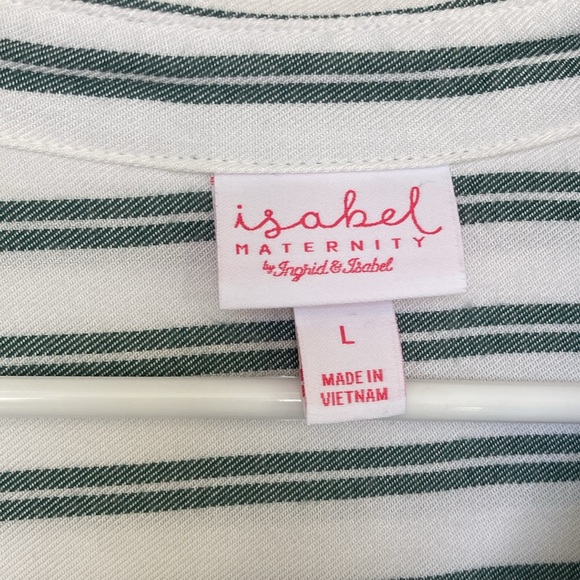 isabel
MATERNITY
by Ingrid & Isabel
L
MADE IN
VIETNAM